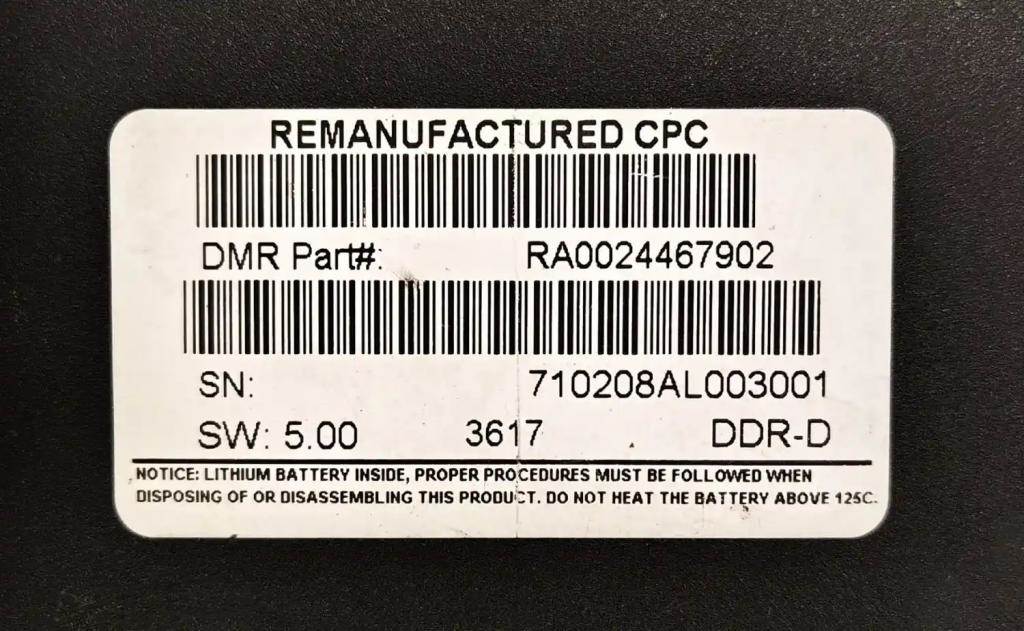 REMANUFACTURED CPC
DMR Part#: RA0024467902
SN: 710208AL003001
SW: 5.00 3617 DDR-D
NOTICE: LITHIUM BATTERY INSIDE, PROPER PROCEDURES MUST BE FOLLOWED WHEN
DISPOSING OF OR DISASSEMBLING THIS PRODUCT. DO NOT HEAT THE BATTERY ABOVE 125C.